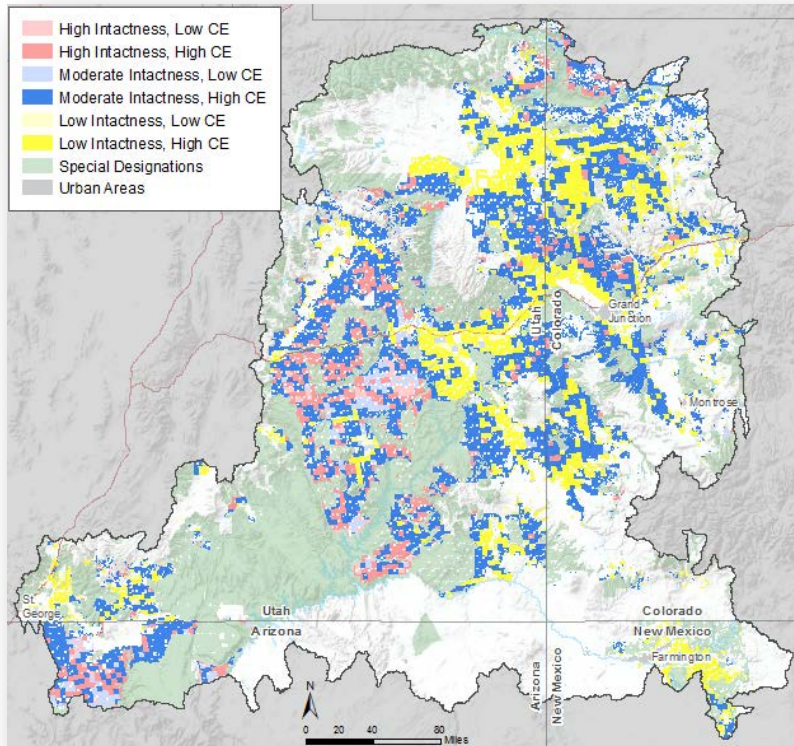 High Intactness, Low CE
High Intactness, High CE
Moderate Intactness, Low CE
Moderate Intactness, High CE
Low Intactness, Low CE
Low Intactness, High CE
Special Designations
Urban Areas
Utah
Colorado
Grand
Junction
Montrose
St.
George
Utah
Arizona
Colorado
New Mexico
Farmington
Arizona
New Mexico
N
0 20 40 80
Miles